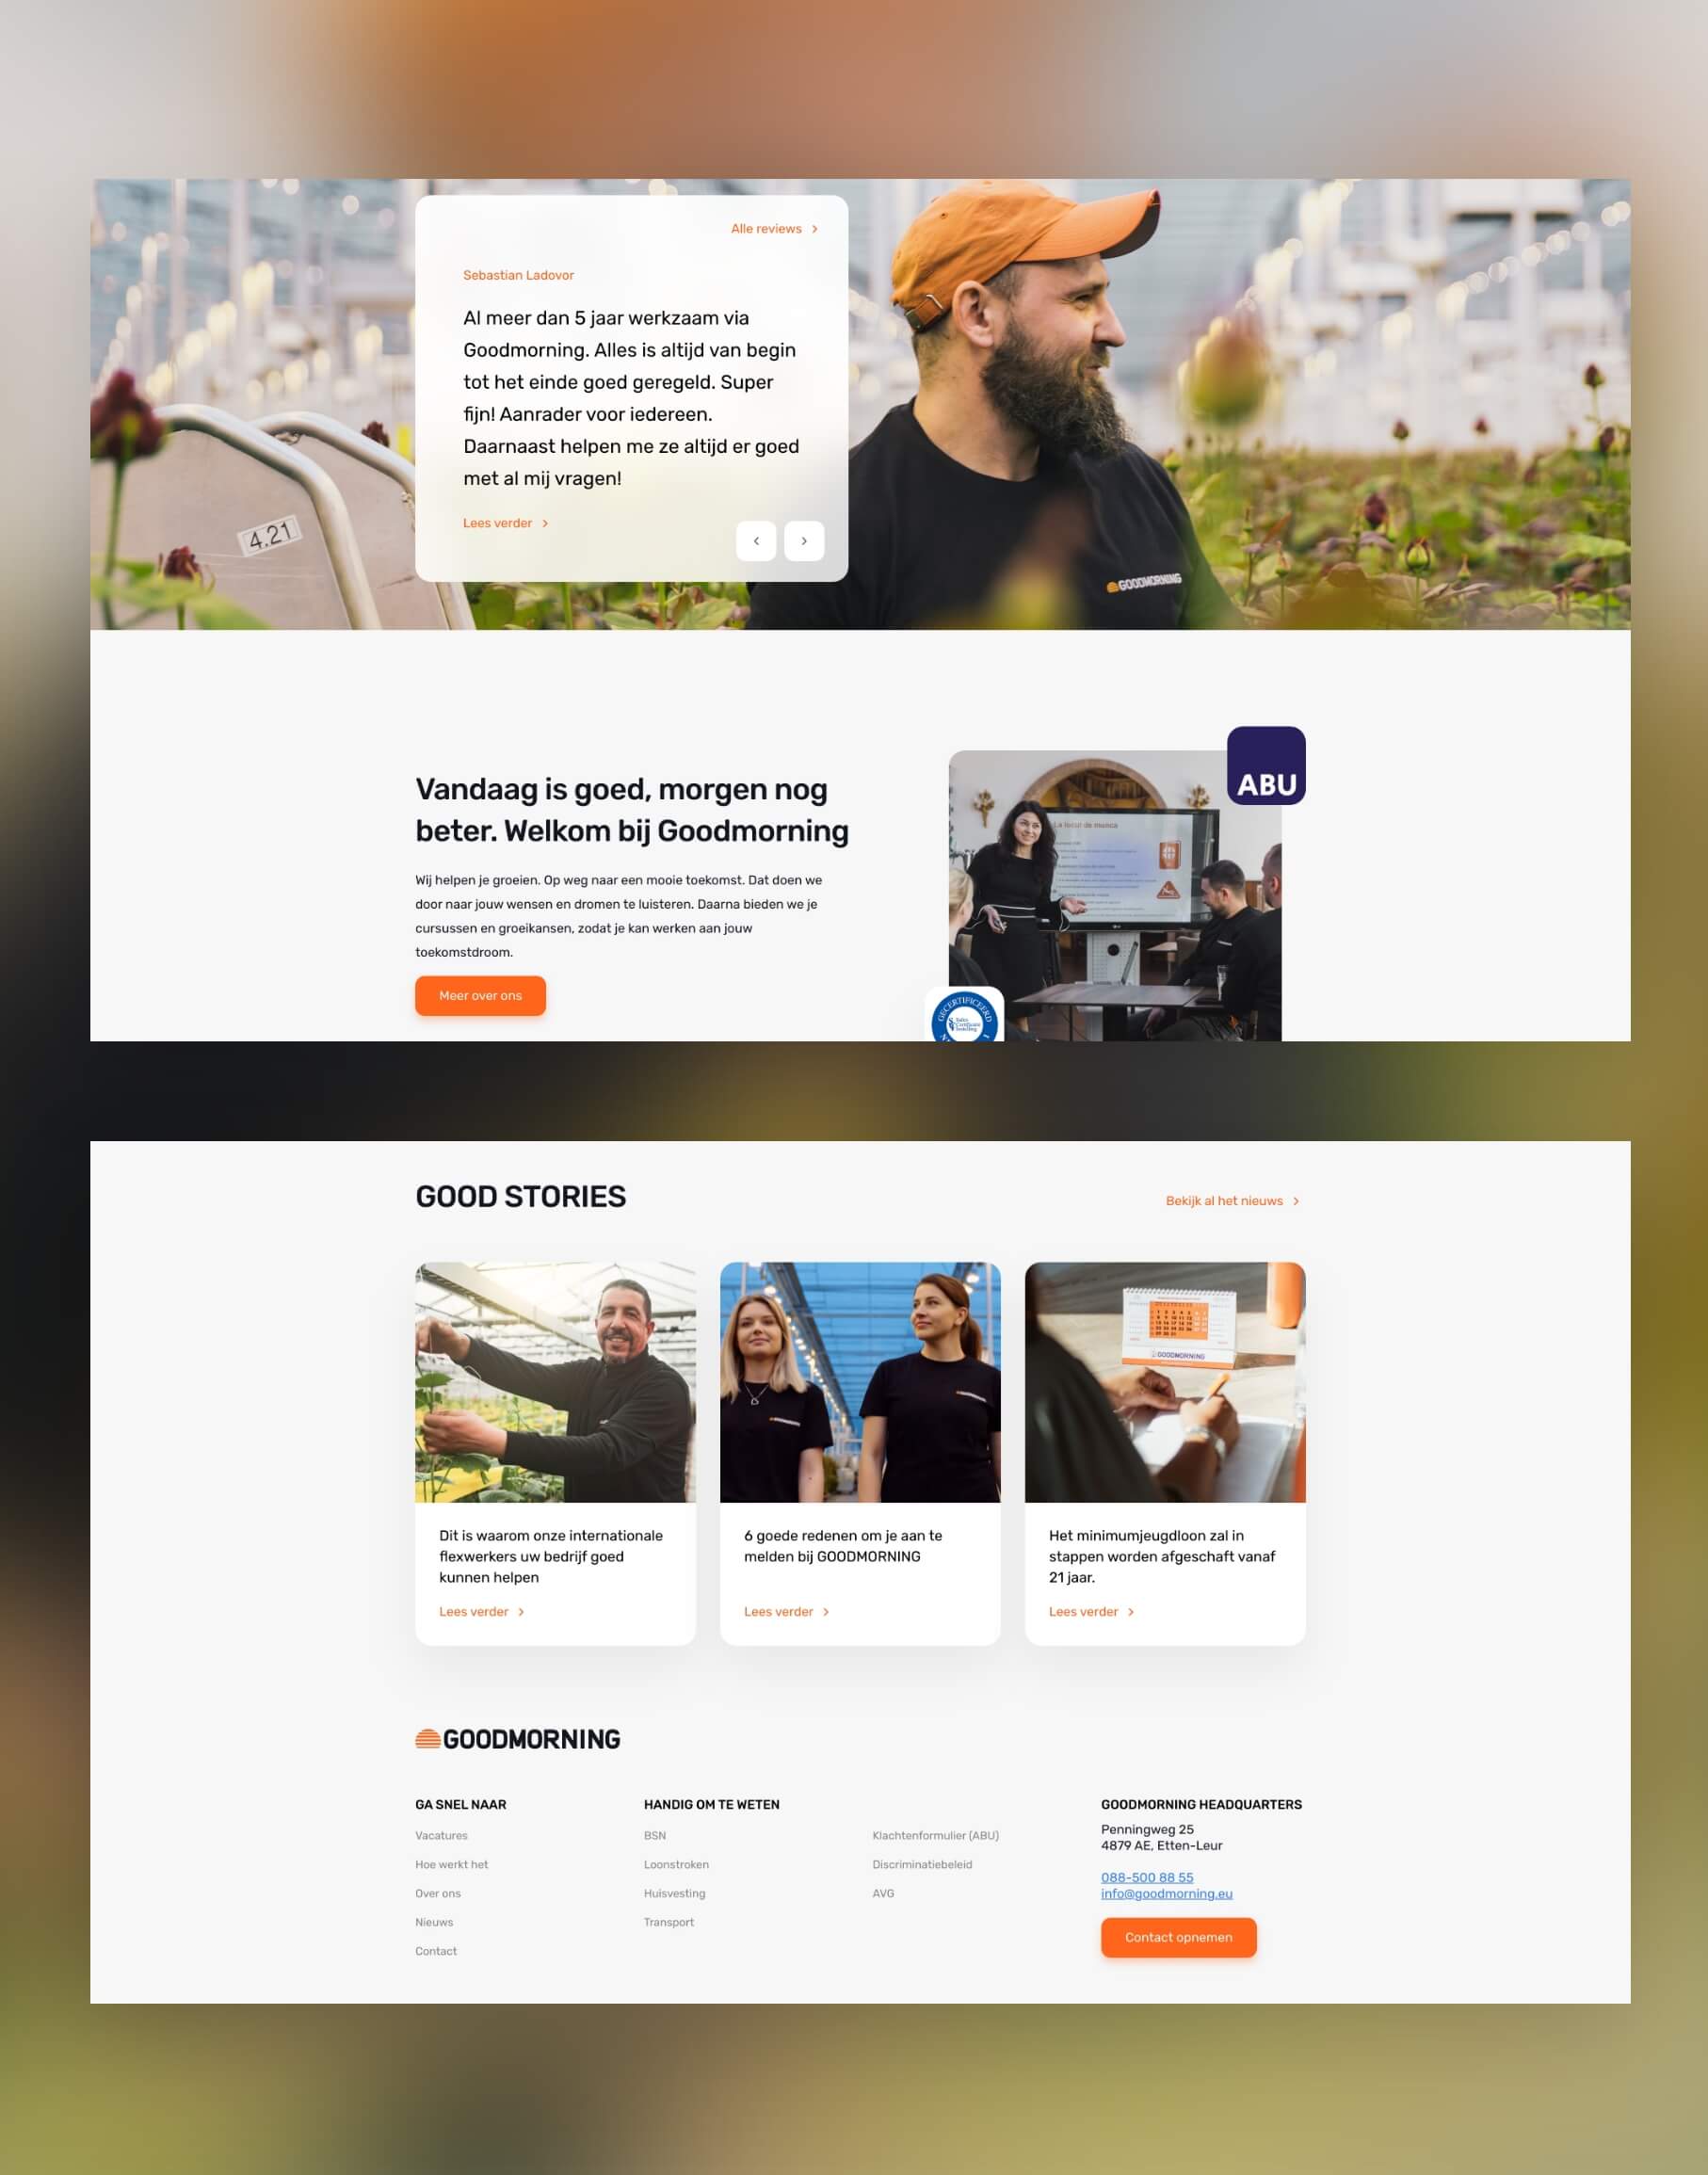 Alle reviews
Sebastian Ladovor
Al meer dan 5 jaar werkzaam via
Goodmorning. Alles is altijd van begin
tot het einde goed geregeld. Super
fijn! Aanrader voor iedereen.
Daarnaast helpen me ze altijd er goed
met al mij vragen!
Lees verder
4.21
GOODMORNING
Vandaag is goed, morgen nog
beter. Welkom bij Goodmorning
Wij helpen je groeien. Op weg naar een mooie toekomst. Dat doen we
door naar jouw wensen en dromen te luisteren. Daarna bieden we je
cursussen en groeikansen, zodat je kan werken aan jouw
toekomstdroom.
Meer over ons
ABU
La locul de muncă
GECERTIFICEERD
GOOD STORIES
Bekijk al het nieuws
GOODMORNING
Dit is waarom onze internationale
flexwerkers uw bedrijf goed
kunnen helpen
Lees verder
6 goede redenen om je aan te
melden bij GOODMORNING
Lees verder
Het minimumjeugdloon zal in
stappen worden afgeschaft vanaf
21 jaar.
Lees verder
GOODMORNING
GA SNEL NAAR
Vacatures
Hoe werkt het
Over ons
Nieuws
Contact
HANDIG OM TE WETEN
BSN
Loonstroken
Huisvesting
Transport
Klachtenformulier (ABU)
Discriminatiebeleid
AVG
GOODMORNING HEADQUARTERS
Penningweg 25
4879 AE, Etten-Leur
088-500 88 55
info@goodmorning.eu
Contact opnemen